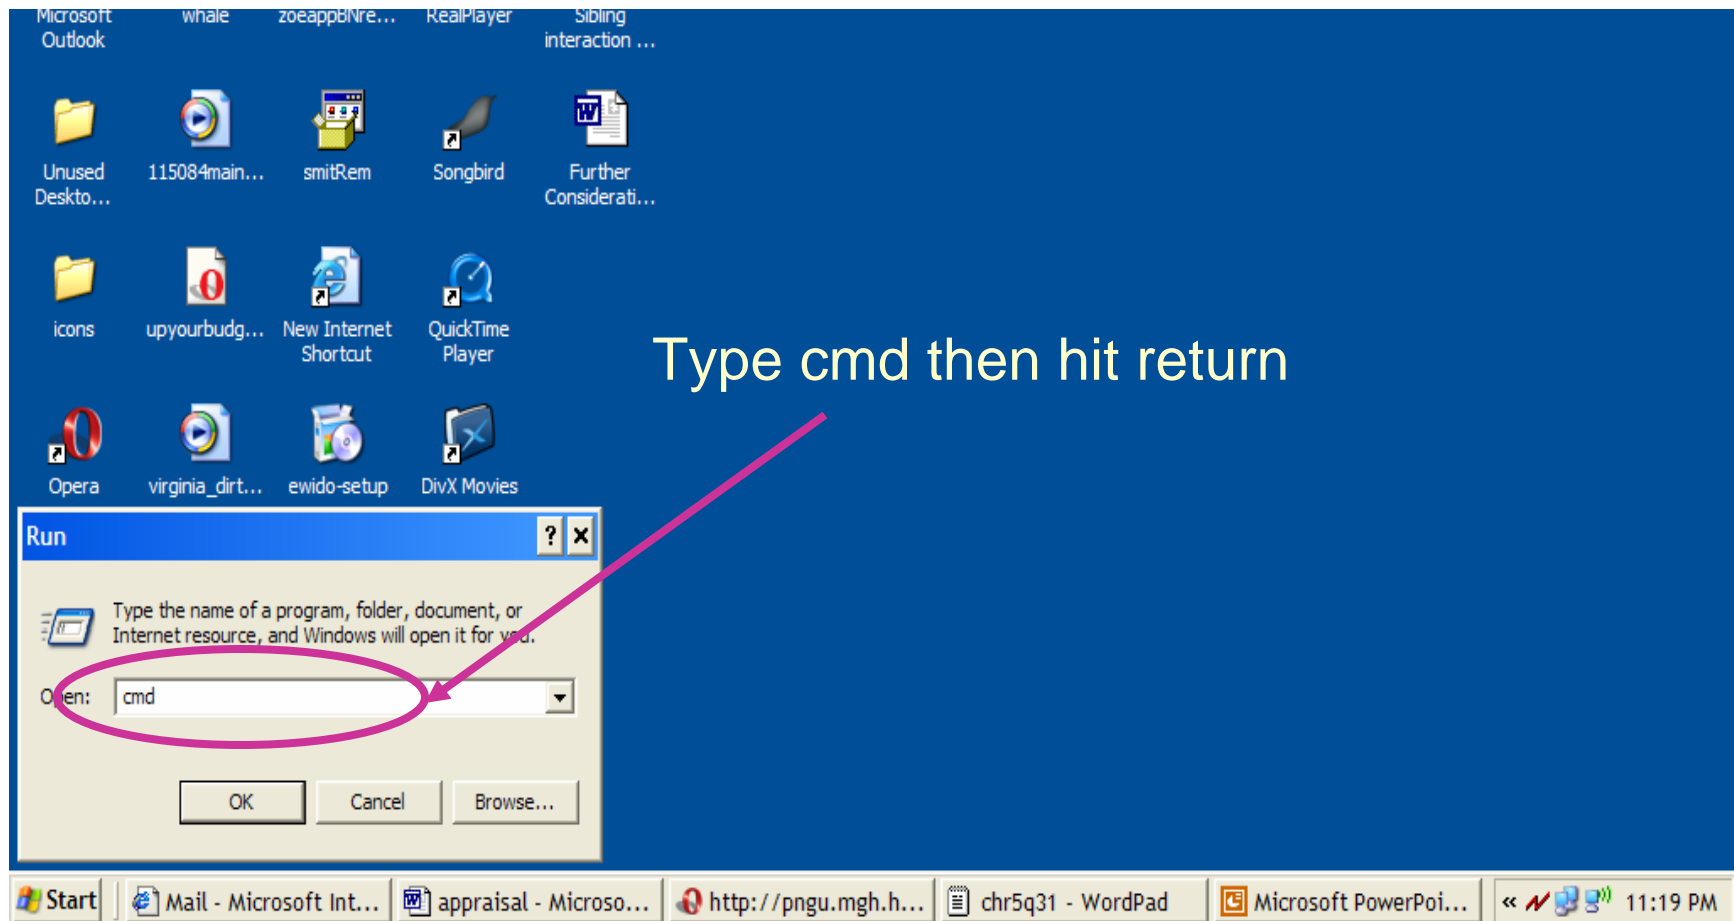 Microsoft Outlook
whale
zoeappBNre...
RealPlayer
Sibling interaction ...
Unused Deskto...
115084main...
smitRem
Songbird
Further Considerati...
icons
upyourbudg...
New Internet Shortcut
QuickTime Player
Type cmd then hit return
Opera
virginia_dirt...
ewido-setup
DivX Movies
Run
Type the name of a program, folder, document, or
Internet resource, and Windows will open it for you.
Open: cmd
OK Cancel Browse...
Start Mail - Microsoft Int... appraisal - Microso... http://pngu.mgh.h... chr5q31 - WordPad Microsoft PowerPoi... « 11:19 PM